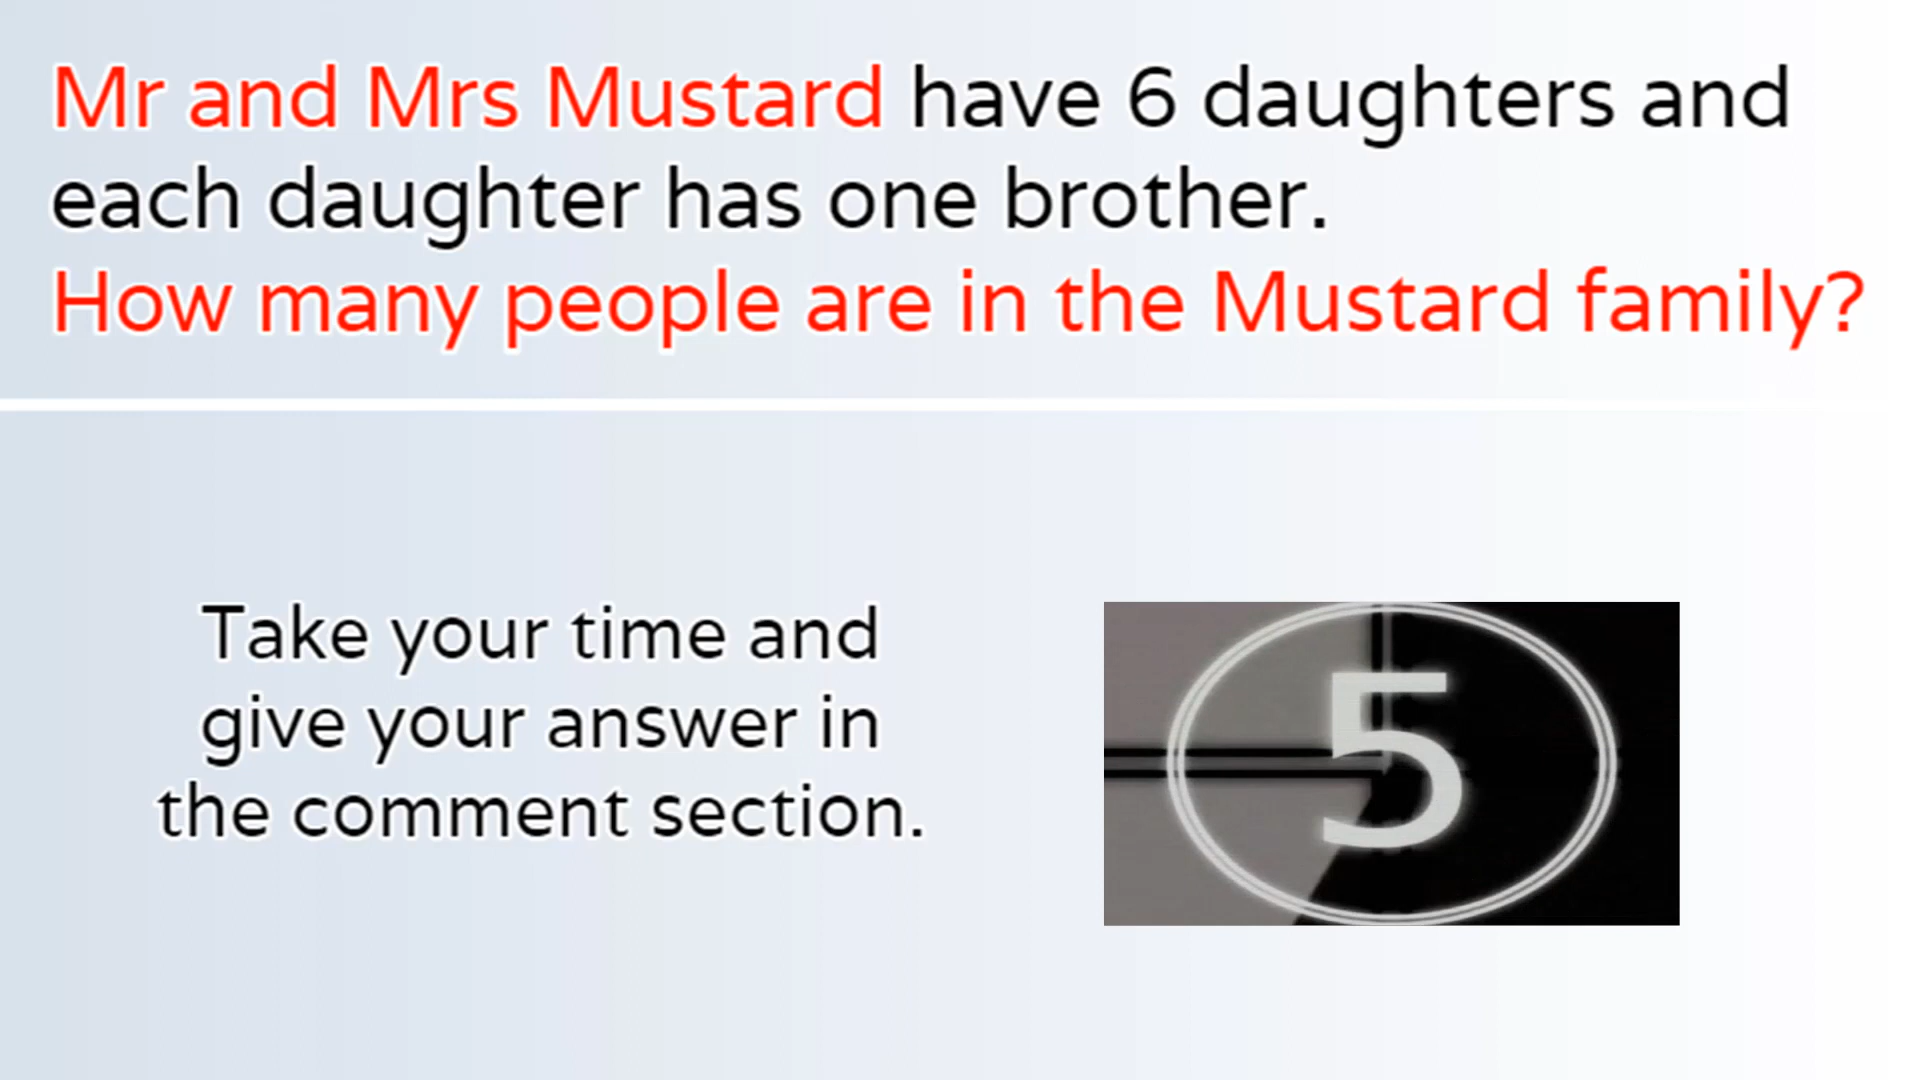 Mr and Mrs Mustard have 6 daughters and
each daughter has one brother.
How many people are in the Mustard family?
Take your time and
give your answer in
the comment section.
5